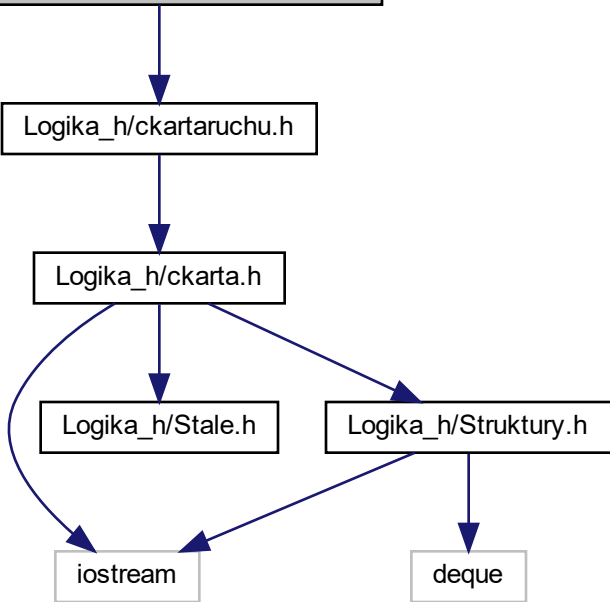 Logika_h/ckartaruchu.h
Logika_h/ckarta.h
Logika_h/Stale.h
Logika_h/Struktury.h
iostream
deque